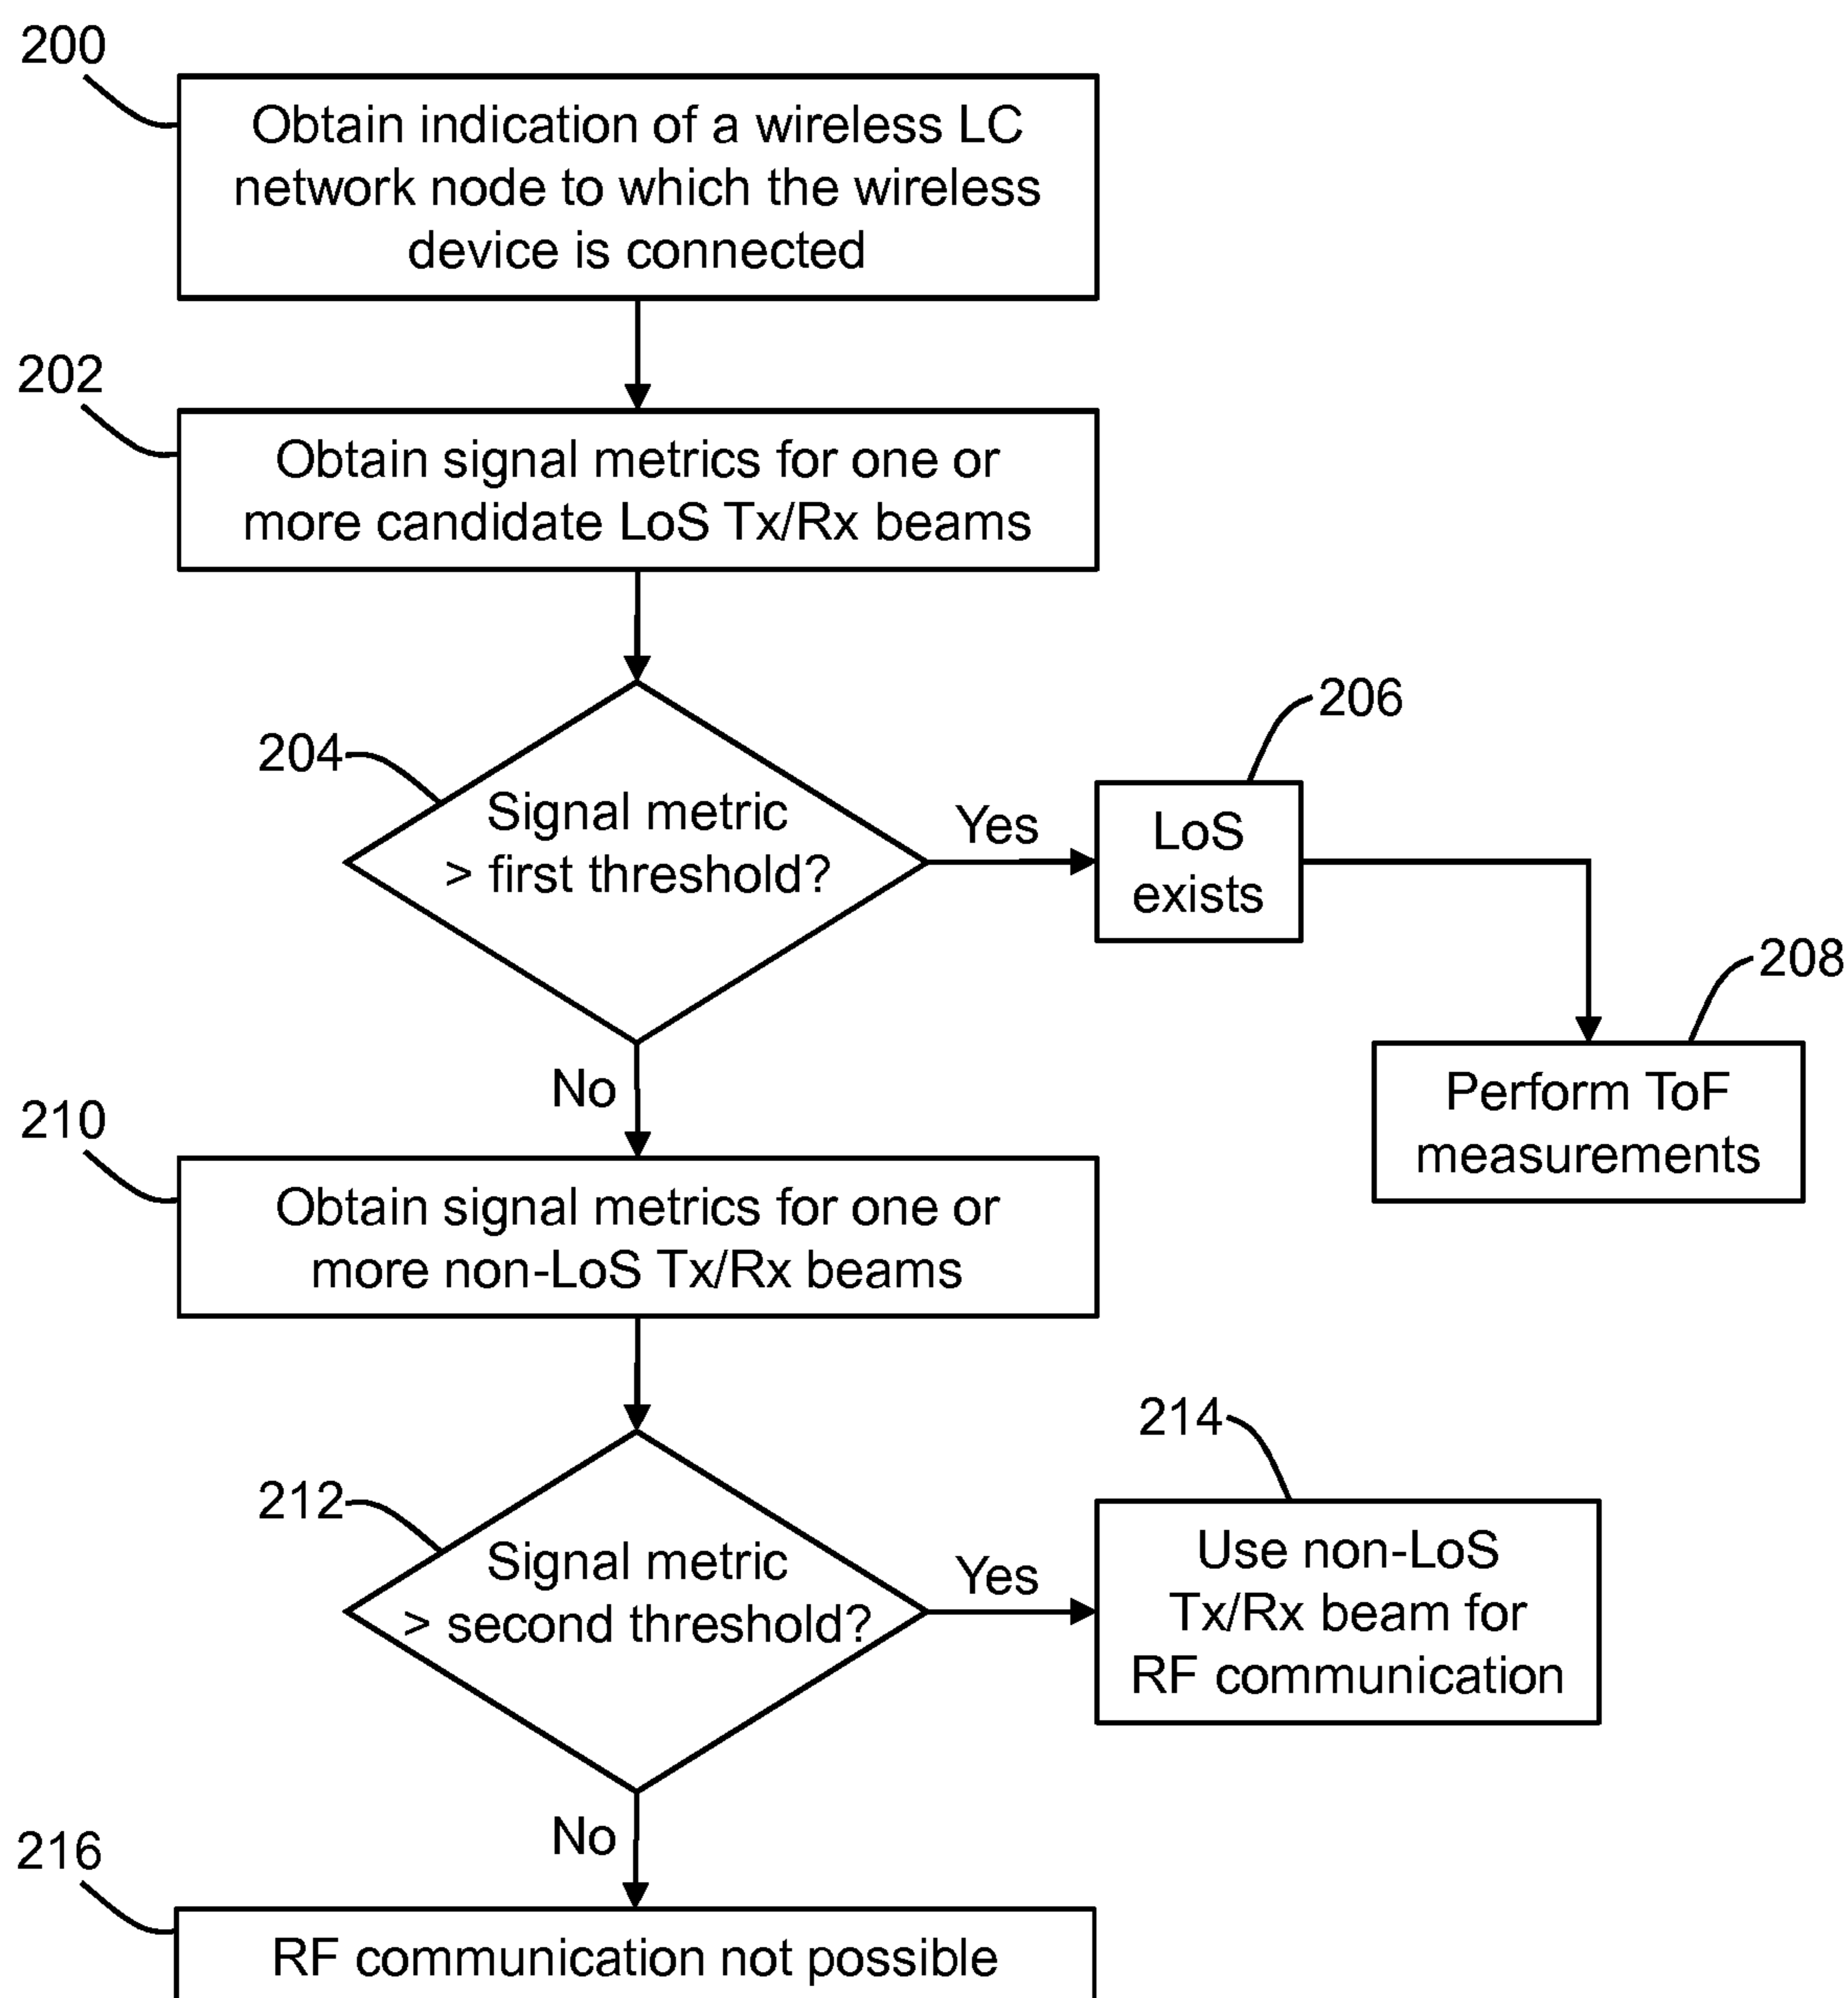 200
Obtain indication of a wireless LC
network node to which the wireless
device is connected
202
Obtain signal metrics for one or
more candidate LoS Tx/Rx beams
204
Signal metric
> first threshold?
Yes
206
LoS
exists
208
Perform ToF
measurements
No
210
Obtain signal metrics for one or
more non-LoS Tx/Rx beams
212
Signal metric
> second threshold?
Yes
214
Use non-LoS
Tx/Rx beam for
RF communication
No
216
RF communication not possible